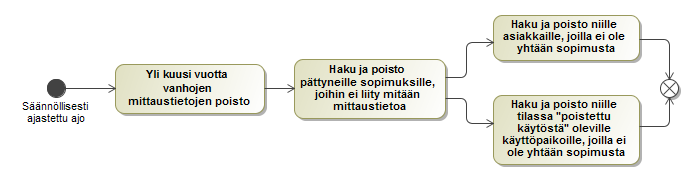 Säännöllisesti
ajastettu ajo
Yli kuusi vuotta
vanhojen
mittaustietojen poisto
Haku ja poisto
pättyneille sopimuksille,
joihin ei liity mitään
mittaustietoa
Haku ja poisto niille
asiakkaille, joilla ei ole
yhtään sopimusta
Haku ja poisto niille
tilassa "poistettu
käytöstä" oleville
käyttöpaikoille, joilla ei
ole yhtään sopimusta